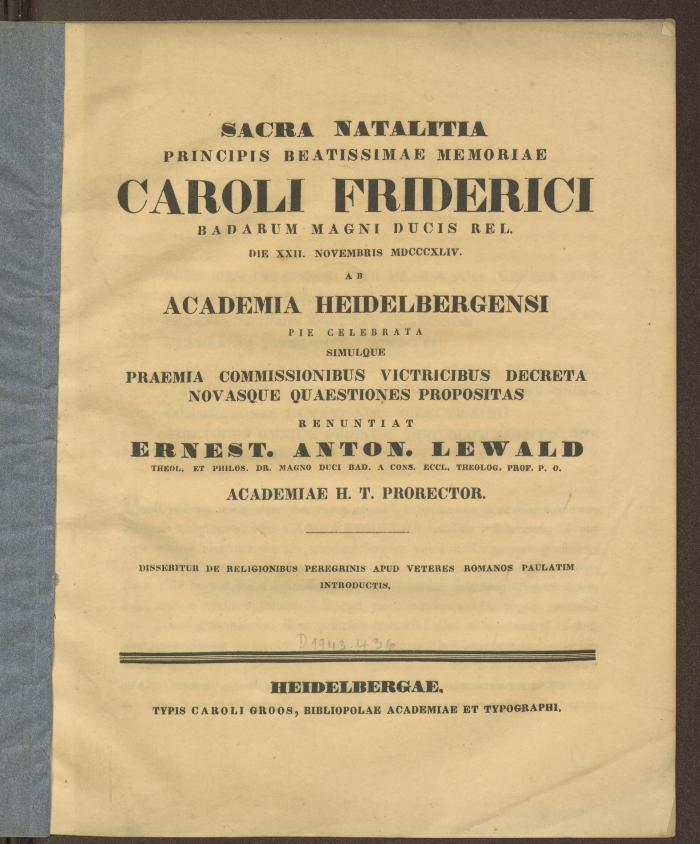 SACRA NATALITIA
PRINCIPIS BEATISSIMAE MEMORIAE
CAROLI FRIDERICI
BADARUM MAGNI DUCIS REL.
DIE XXII. NOVEMBRIS MDCCCXLIV.
AB
ACADEMIA HEIDELBERGENSI
PIE CELEBRATA
SIMULQUE
PRAEMIA COMMISSIONIBUS VICTRICIBUS DECRETA
NOVASQUE QUAESTIONES PROPOSITAS
RENUNTIAT
ERNEST. ANTON. LEWALD
THEOL. ET PHILOS. DR. MAGNO DUCI BAD. A CONS. ECCL. THEOLOG. PROF. P. O.
ACADEMIAE H. T. PRORECTOR.
DISSERITUR DE RELIGIONIBUS PEREGRINIS APUD VETERES ROMANOS PAULATIM
INTRODUCTIS.
D 1943.436
HEIDELBERGAE.
TYPIS CAROLI GROOS, BIBLIOPOLAE ACADEMIAE ET TYPOGRAPHI.